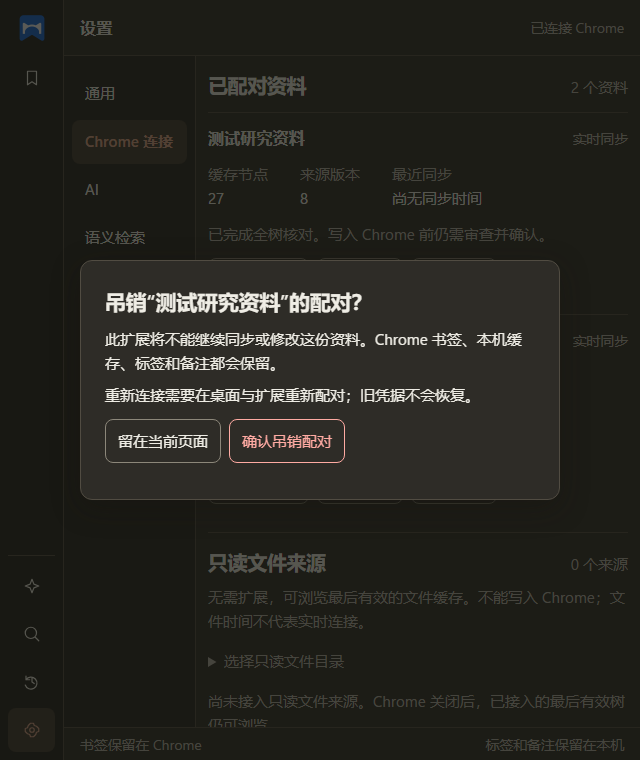 设置
已连接 Chrome
通用
Chrome 连接
AI
语义检索
已配对资料
2 个资料
测试研究资料
实时同步
缓存节点
来源版本
最近同步
27
8
尚无同步时间
已完成全树核对。写入 Chrome 前仍需审查并确认。
吊销“测试研究资料”的配对？
此扩展将不能继续同步或修改这份资料。Chrome 书签、本机缓
存、标签和备注都会保留。
重新连接需要在桌面与扩展重新配对；旧凭据不会恢复。
留在当前页面
确认吊销配对
实时同步
只读文件来源
0 个来源
无需扩展，可浏览最后有效的文件缓存。不能写入 Chrome；文
件时间不代表实时连接。
选择只读文件目录
尚未接入只读文件来源。Chrome 关闭后，已接入的最后有效树
仍可浏览
书签保留在 Chrome
标签和备注保留在本机